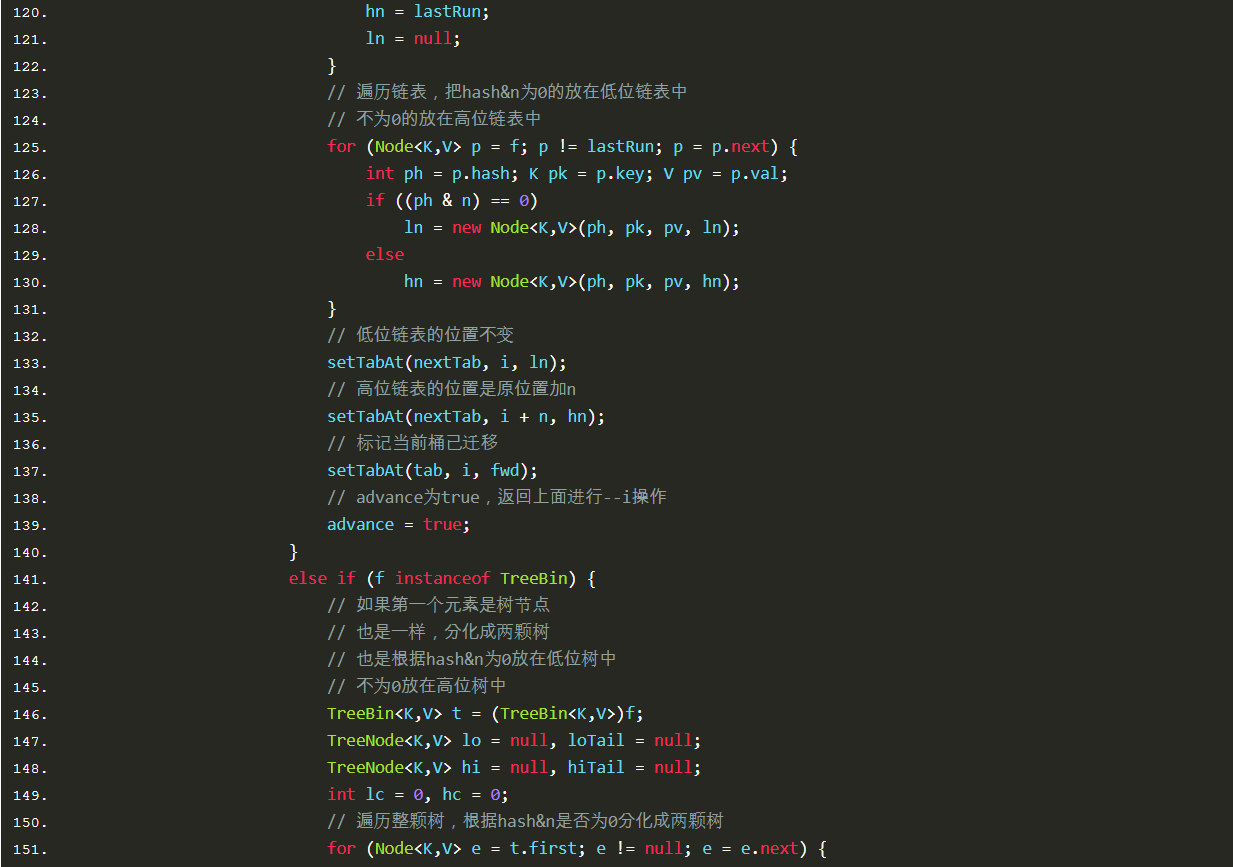 120.                                 hn = lastRun;
121.                                 ln = null;
122.                             }
123.                             // 遍历链表，把hash&n为0的放在低位链表中
124.                             // 不为0的放在高位链表中
125.                             for (Node<K,V> p = f; p != lastRun; p = p.next) {
126.                                 int ph = p.hash; K pk = p.key; V pv = p.val;
127.                                 if ((ph & n) == 0)
128.                                     ln = new Node<K,V>(ph, pk, pv, ln);
129.                                 else
130.                                     hn = new Node<K,V>(ph, pk, pv, hn);
131.                             }
132.                             // 低位链表的位置不变
133.                             setTabAt(nextTab, i, ln);
134.                             // 高位链表的位置是原位置加n
135.                             setTabAt(nextTab, i + n, hn);
136.                             // 标记当前桶已迁移
137.                             setTabAt(tab, i, fwd);
138.                             // advance为true，返回上面进行--i操作
139.                             advance = true;
140.                         }
141.                         else if (f instanceof TreeBin) {
142.                             // 如果第一个元素是树节点
143.                             // 也是一样，分化成两颗树
144.                             // 也是根据hash&n为0放在低位树中
145.                             // 不为0放在高位树中
146.                             TreeBin<K,V> t = (TreeBin<K,V>)f;
147.                             TreeNode<K,V> lo = null, loTail = null;
148.                             TreeNode<K,V> hi = null, hiTail = null;
149.                             int lc = 0, hc = 0;
150.                             // 遍历整颗树，根据hash&n是否为0分化成两颗树
151.                             for (Node<K,V> e = t.first; e != null; e = e.next) {